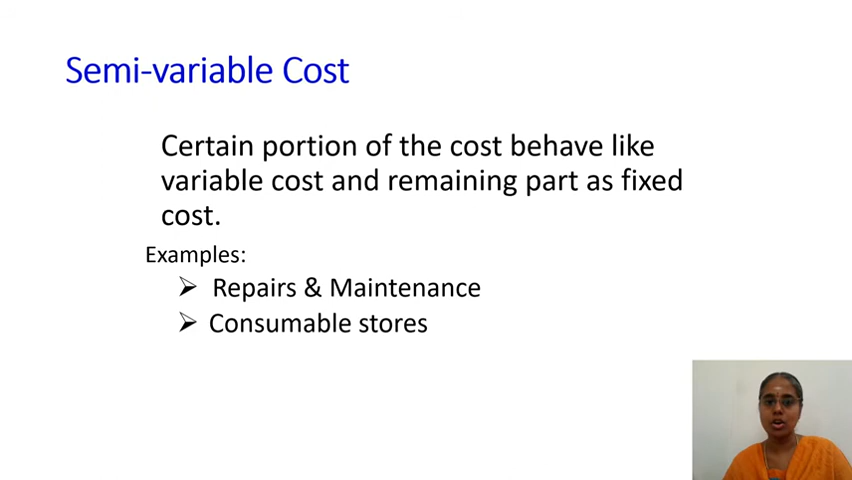 Semi-variable Cost
Certain portion of the cost behave like
variable cost and remaining part as fixed
cost.
Examples:
Repairs & Maintenance
Consumable stores